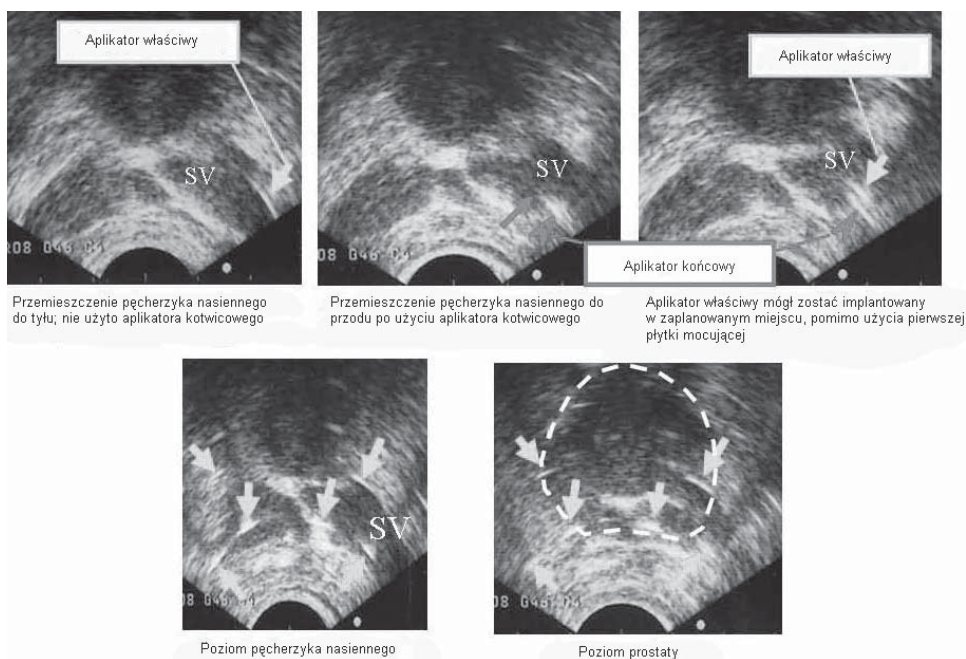 Aplikator właściwy
Aplikator właściwy
SV
SV
SV
Aplikator końcowy
Przemieszczenie pęcherzyka nasiennego
do tyłu; nie użyto aplikatora kotwicowego
Przemieszczenie pęcherzyka nasiennego do
przodu po użyciu aplikatora kotwicowego
Aplikator właściwy mógł zostać implantowany
w zaplanowanym miejscu, pomimo użycia pierwszej
płytki mocującej
SV
Poziom pęcherzyka nasiennego
Poziom prostaty